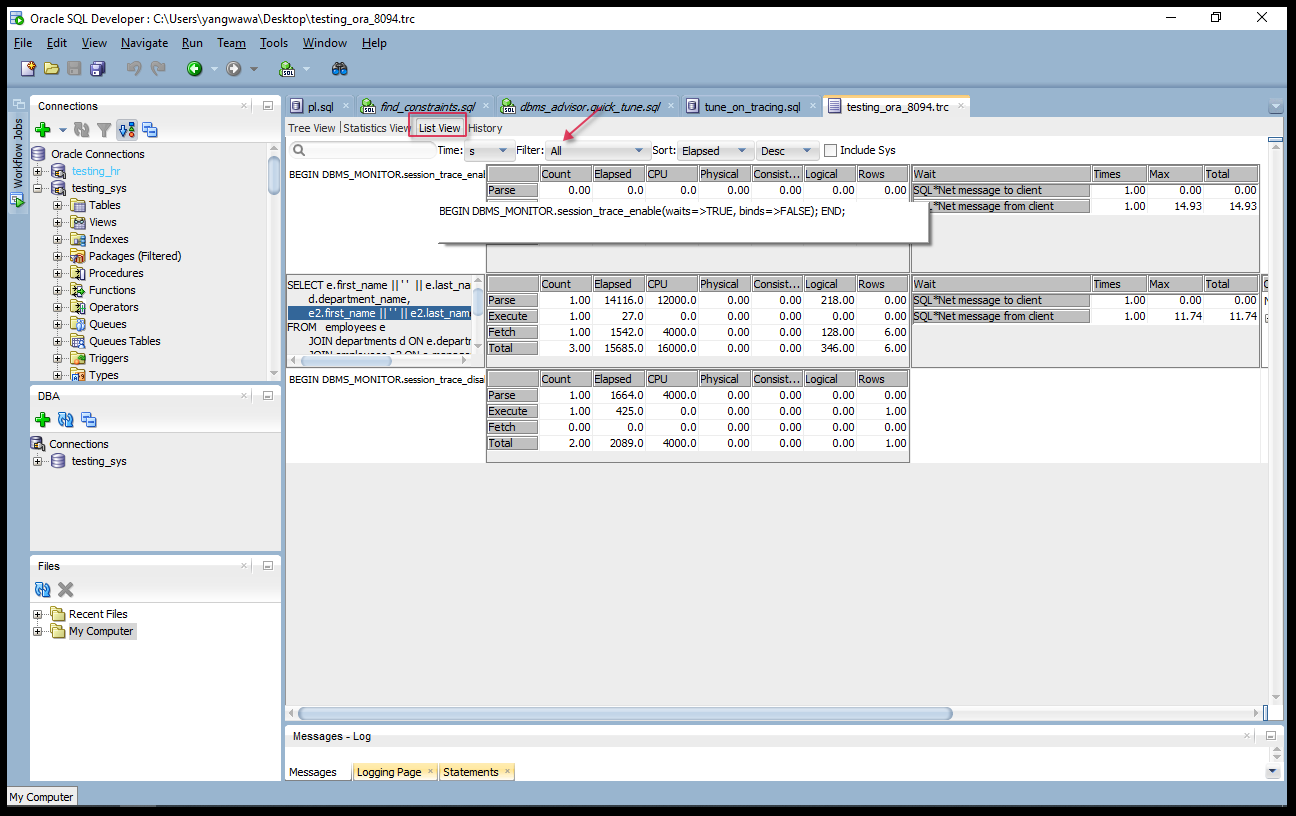 Oracle SQL Developer : C:\Users\yangwawa\Desktop\testing_ora_8094.trc
File Edit View Navigate Run Team Tools Window Help
Workflow Jobs
Connections
Oracle Connections
testing_hr
testing_sys
Tables
Views
Indexes
Packages (Filtered)
Procedures
Functions
Operators
Queues
Queues Tables
Triggers
Types
DBA
Connections
testing_sys
Files
Recent Files
My Computer
pl.sql find_constraints.sql dbms_advisor.quick_tune.sql tune_on_tracing.sql testing_ora_8094.trc
Tree View Statistics View List View History
Time: s Filter: All Sort: Elapsed Desc Include Sys
BEGIN DBMS_MONITOR.session_trace_enal
Count Elapsed CPU Physical Consist... Logical Rows
Parse 0.00 0.0 0.0 0.00 0.00 0.00 0.00
Wait Times Max Total
SQL*Net message to client 1.00 0.00 0.00
L*Net message from client 1.00 14.93 14.93
BEGIN DBMS_MONITOR.session_trace_enable(waits=>TRUE, binds=>FALSE); END;
SELECT e.first_name || ' ' || e.last_na
d.department_name,
e2.first_name || ' ' || e2.last_nam
FROM employees e
JOIN departments d ON e.depart
JOIN employees e2 ON e.manage
Count Elapsed CPU Physical Consist... Logical Rows
Parse 1.00 14116.0 12000.0 0.00 0.00 218.00 0.00
Execute 1.00 27.0 0.0 0.00 0.00 0.00 0.00
Fetch 1.00 1542.0 4000.0 0.00 0.00 128.00 6.00
Total 3.00 15685.0 16000.0 0.00 0.00 346.00 6.00
Wait Times Max Total
SQL*Net message to client 1.00 0.00 0.00
SQL*Net message from client 1.00 11.74 11.74
BEGIN DBMS_MONITOR.session_trace_disal
Count Elapsed CPU Physical Consist... Logical Rows
Parse 1.00 1664.0 4000.0 0.00 0.00 0.00 0.00
Execute 1.00 425.0 0.0 0.00 0.00 0.00 1.00
Fetch 0.00 0.0 0.0 0.00 0.00 0.00 0.00
Total 2.00 2089.0 4000.0 0.00 0.00 0.00 1.00
Messages - Log
Messages Logging Page Statements
My Computer